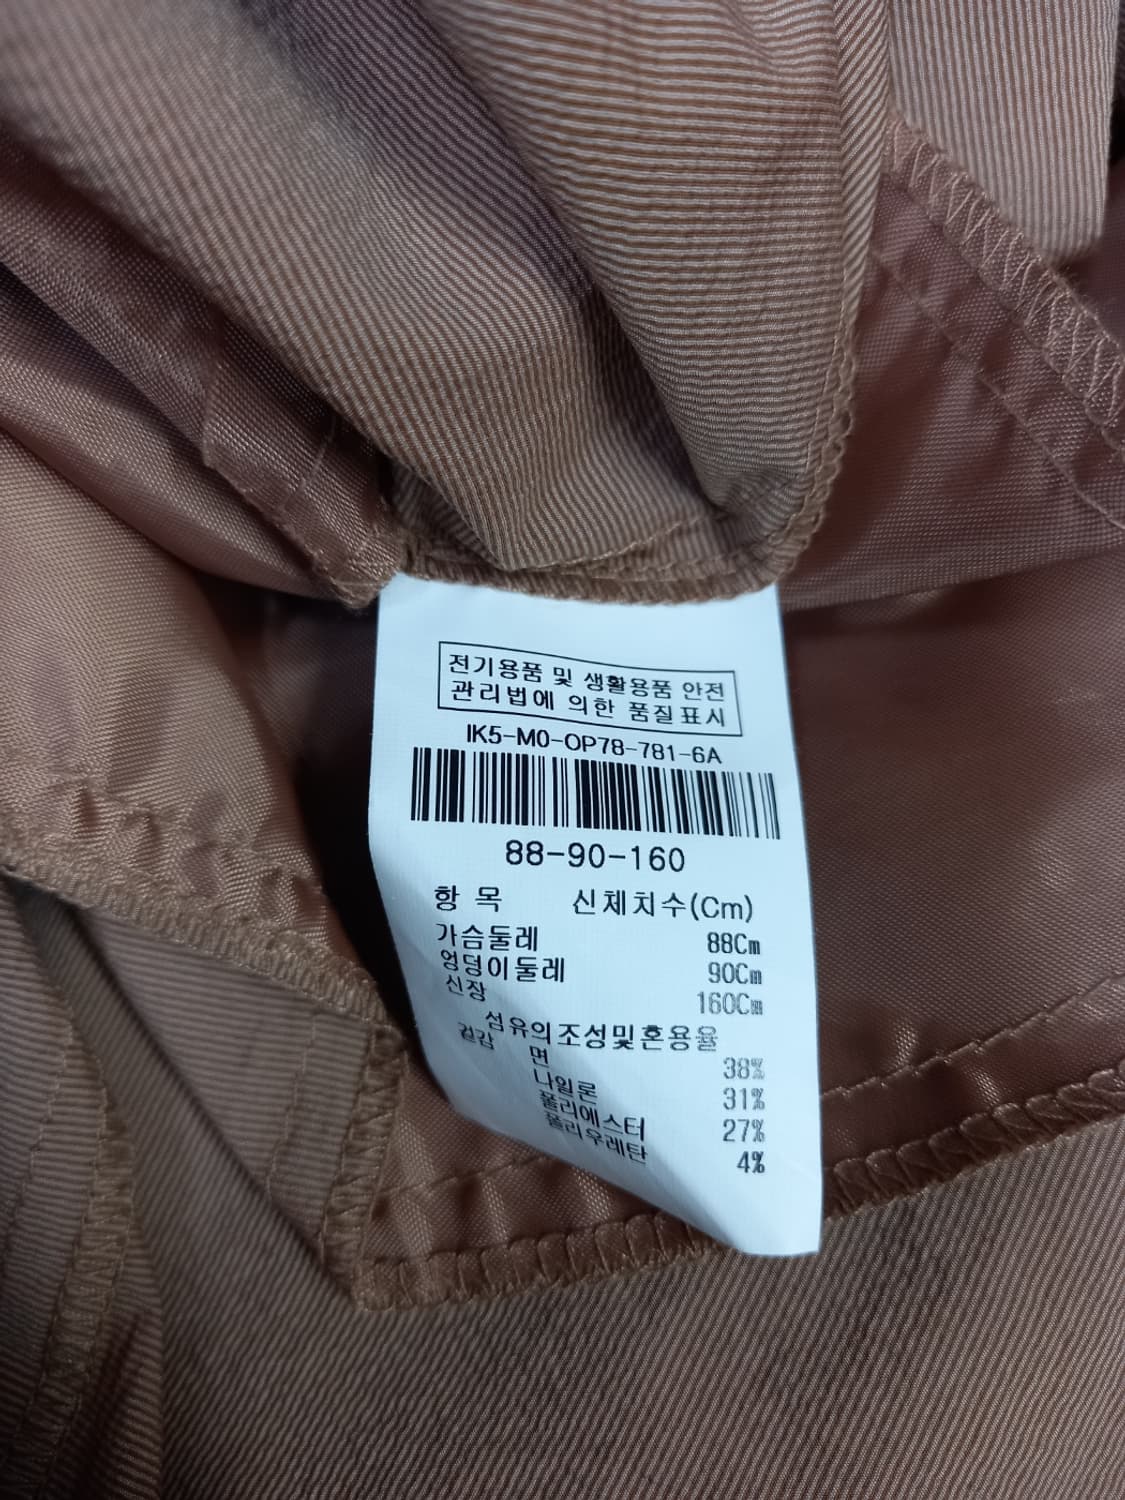 전기용품 및 생활용품 안전
관리법에 의한 품질표시
IK5-M0-OP78-781-6A
88-90-160
항 목 신체치수(Cm)
가슴둘레 88Cm
엉덩이둘레 90Cm
신장 160Cm
섬유의조성및혼용율
겉감 면 38%
나일론 31%
폴리에스터 27%
폴리우레탄 4%